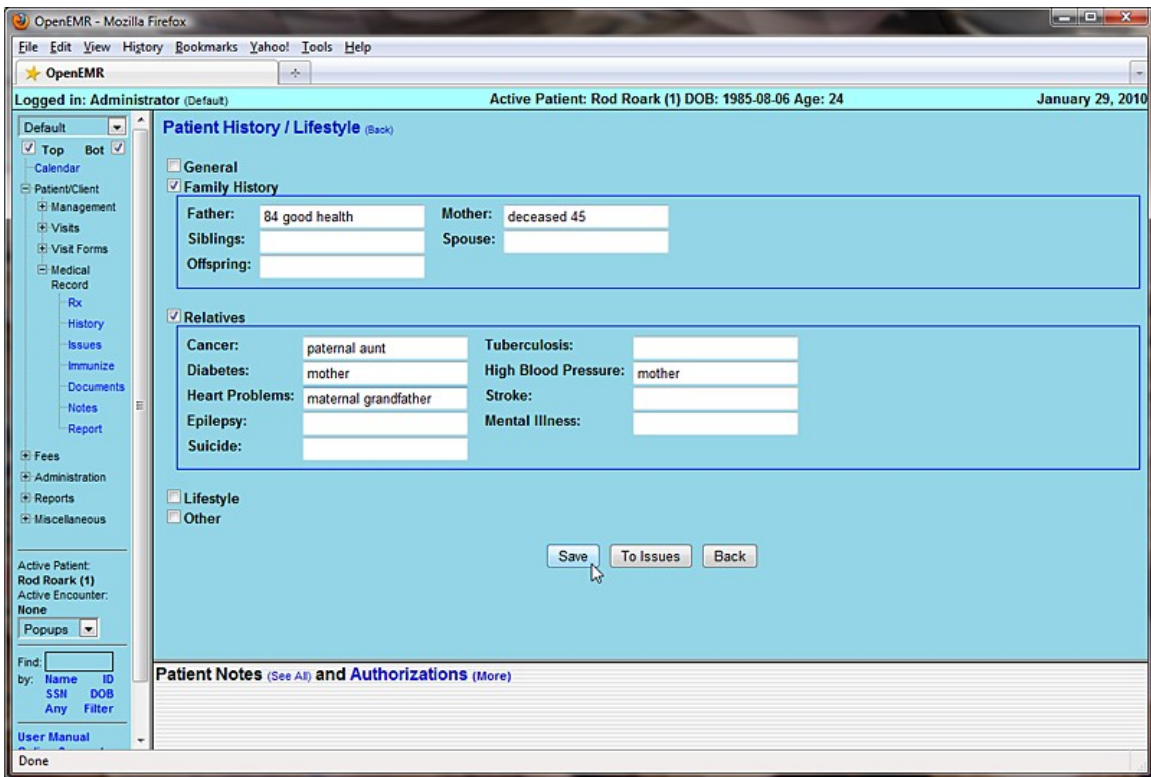 OpenEMR - Mozilla Firefox
File Edit View History Bookmarks Yahoo! Tools Help
OpenEMR
Logged in: Administrator (Default) Active Patient: Rod Roark (1) DOB: 1985-08-06 Age: 24 January 29, 2010
Default
Top Bot
Calendar
Patient/Client
Management
Visits
Visit Forms
Medical
Record
Rx
History
Issues
Immunize
Documents
Notes
Report
Fees
Administration
Reports
Miscellaneous
Active Patient:
Rod Roark (1)
Active Encounter:
None
Popups
Find:
by: Name ID
SSN DOB
Any Filter
User Manual
Patient History / Lifestyle (Back)
General
Family History
Father: 84 good health Mother: deceased 45
Siblings: Spouse:
Offspring:
Relatives
Cancer: paternal aunt Tuberculosis:
Diabetes: mother High Blood Pressure: mother
Heart Problems: maternal grandfather Stroke:
Epilepsy: Mental Illness:
Suicide:
Lifestyle
Other
Save To Issues Back
Patient Notes (See All) and Authorizations (More)
Done